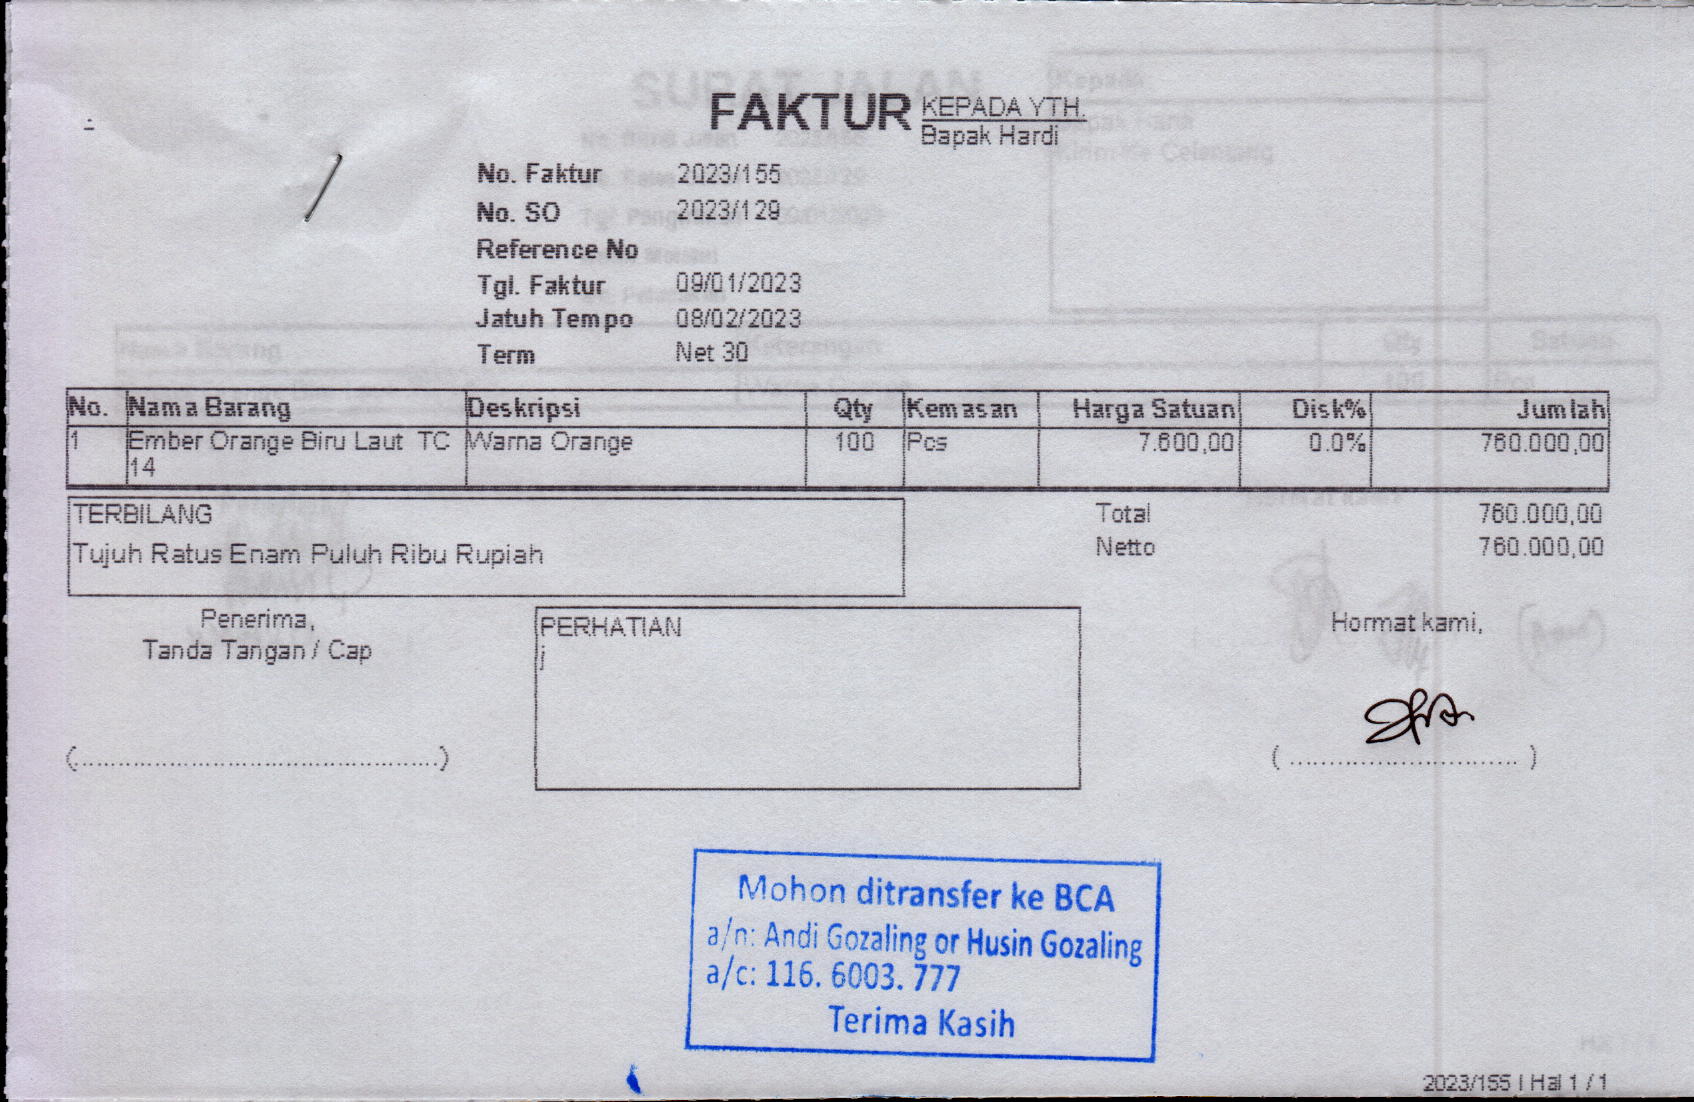 FAKTUR
KEPADA YTH.
Bapak Hardi
No. Faktur 2023/155
No. SO 2023/129
Reference No
Tgl. Faktur 09/01/2023
Jatuh Tempo 08/02/2023
Term Net 30
No. Nama Barang Deskripsi Qty Kemasan Harga Satuan Disk% Jumlah
1 Ember Orange Biru Laut TC Warna Orange 100 Pcs 7.600,00 0.0% 760.000,00
14
TERBILANG
Tujuh Ratus Enam Puluh Ribu Rupiah
Total 760.000,00
Netto 760.000,00
Penerima,
Tanda Tangan / Cap
(..............................................)
PERHATIAN
j
Hormat kami,
( ............................. )
Mohon ditransfer ke BCA
a/n: Andi Gozaling or Husin Gozaling
a/c: 116. 6003. 777
Terima Kasih
2023/155 | Hal 1 / 1